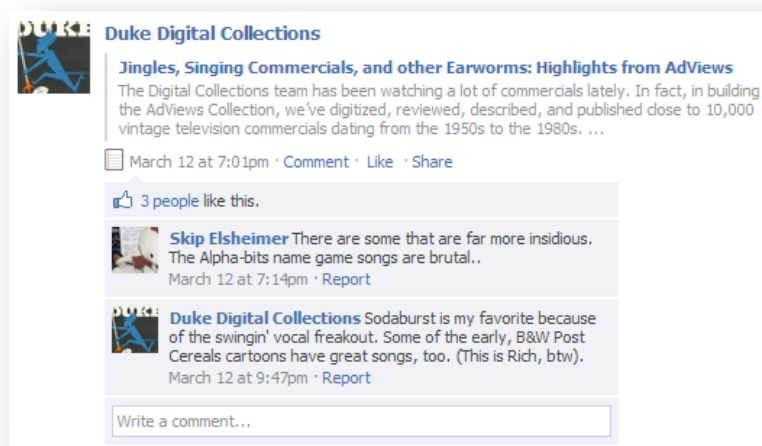 DUKE
Duke Digital Collections
Jingles, Singing Commercials, and other Earworms: Highlights from AdViews
The Digital Collections team has been watching a lot of commercials lately. In fact, in building
the AdViews Collection, we've digitized, reviewed, described, and published close to 10,000
vintage television commercials dating from the 1950s to the 1980s. ...
March 12 at 7:01pm · Comment · Like · Share
3 people like this.
Skip Elsheimer There are some that are far more insidious.
The Alpha-bits name game songs are brutal..
March 12 at 7:14pm · Report
Duke Digital Collections Sodaburst is my favorite because
of the swingin' vocal freakout. Some of the early, B&W Post
Cereals cartoons have great songs, too. (This is Rich, btw).
March 12 at 9:47pm · Report
Write a comment...